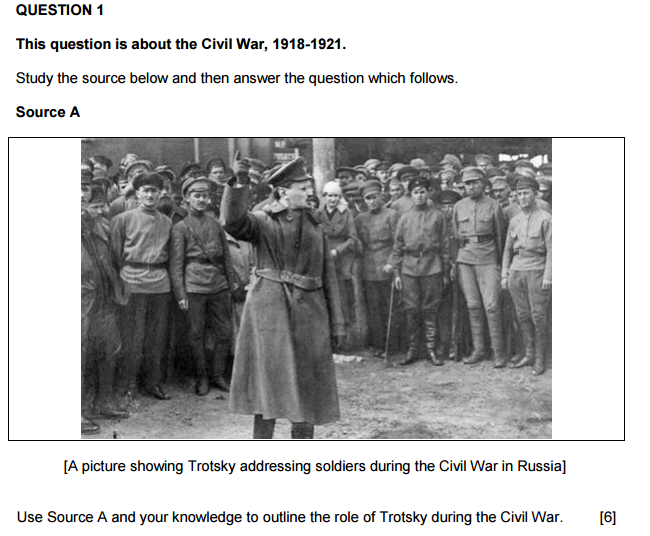 QUESTION 1
This question is about the Civil War, 1918-1921.
Study the source below and then answer the question which follows.
Source A
[A picture showing Trotsky addressing soldiers during the Civil War in Russia]
Use Source A and your knowledge to outline the role of Trotsky during the Civil War. [6]